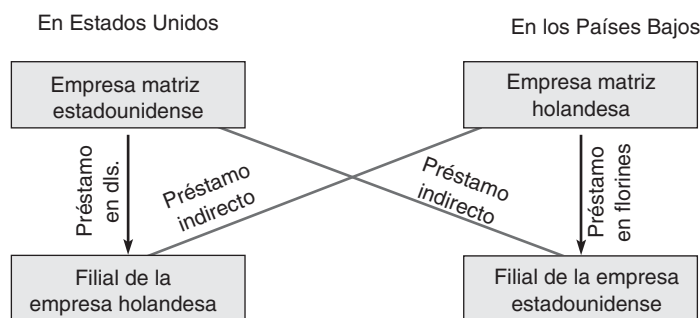 En Estados Unidos
En los Países Bajos
Empresa matriz
estadounidense
Empresa matriz
holandesa
Préstamo
en dls.
Préstamo
indirecto
Préstamo
indirecto
Préstamo
en florines
Filial de la
empresa holandesa
Filial de la empresa
estadounidense